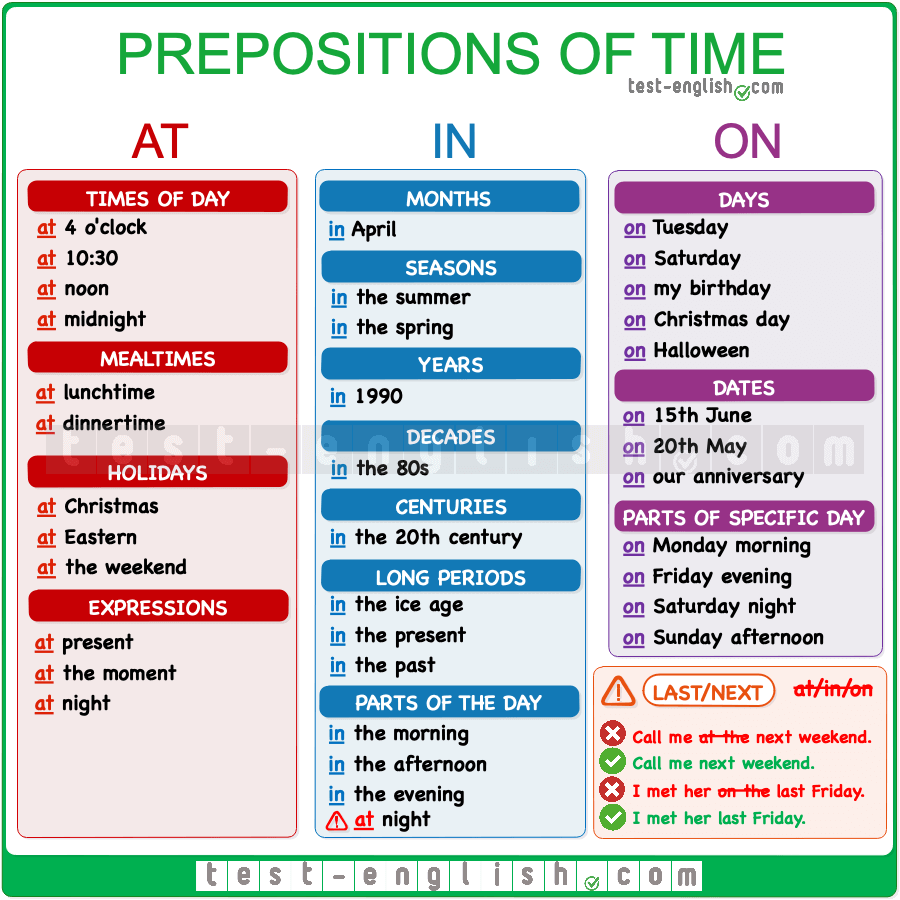 PREPOSITIONS OF TIME
test-english.com
AT
TIMES OF DAY
at 4 o'clock
at 10:30
at noon
at midnight
MEALTIMES
at lunchtime
at dinnertime
HOLIDAYS
at Christmas
at Eastern
at the weekend
EXPRESSIONS
at present
at the moment
at night
IN
MONTHS
in April
SEASONS
in the summer
in the spring
YEARS
in 1990
DECADES
in the 80s
CENTURIES
in the 20th century
LONG PERIODS
in the ice age
in the present
in the past
PARTS OF THE DAY
in the morning
in the afternoon
in the evening
at night
ON
DAYS
on Tuesday
on Saturday
on my birthday
on Christmas day
on Halloween
DATES
on 15th June
on 20th May
on our anniversary
PARTS OF SPECIFIC DAY
on Monday morning
on Friday evening
on Saturday night
on Sunday afternoon
LAST/NEXT at/in/on
Call me at the next weekend.
Call me next weekend.
I met her on the last Friday.
I met her last Friday.
test-english.com
test-english.com